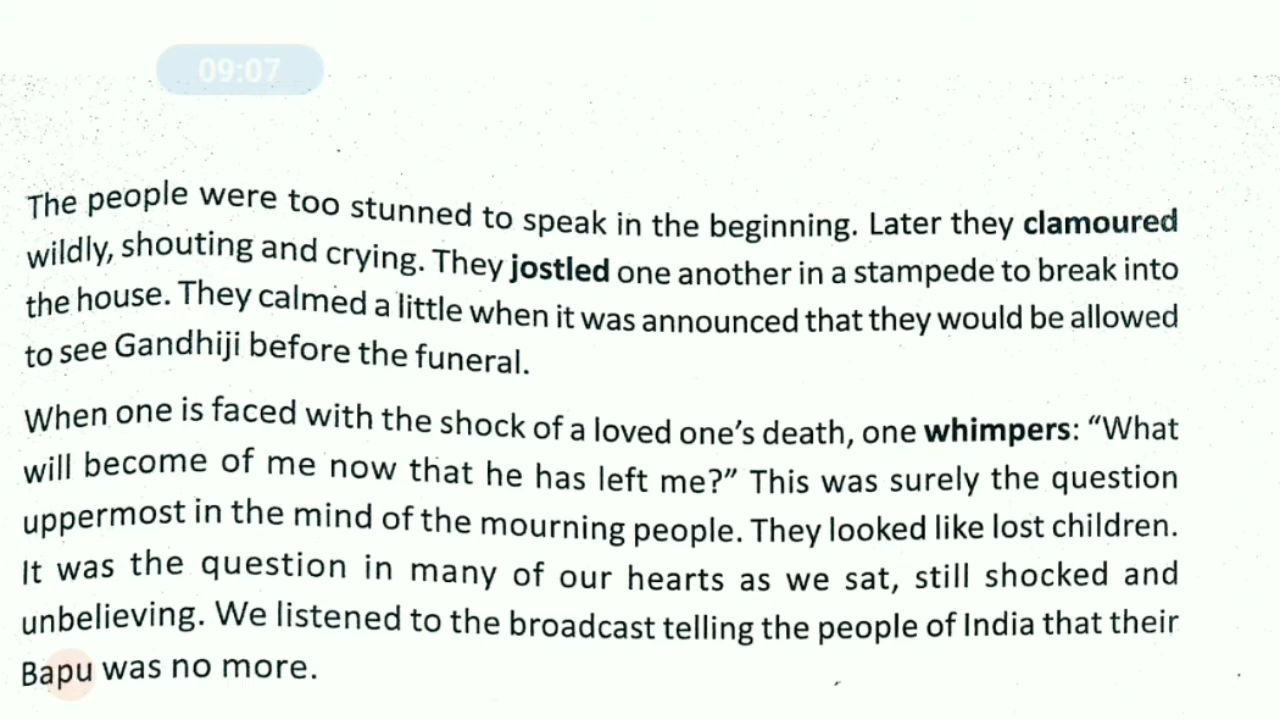 09:07
The people were too stunned to speak in the beginning. Later they clamoured
wildly, shouting and crying. They jostled one another in a stampede to break into
the house. They calmed a little when it was announced that they would be allowed
to see Gandhiji before the funeral.
When one is faced with the shock of a loved one's death, one whimpers: “What
will become of me now that he has left me?” This was surely the question
uppermost in the mind of the mourning people. They looked like lost children.
It was the question in many of our hearts as we sat, still shocked and
unbelieving. We listened to the broadcast telling the people of India that their
Bapu was no more.